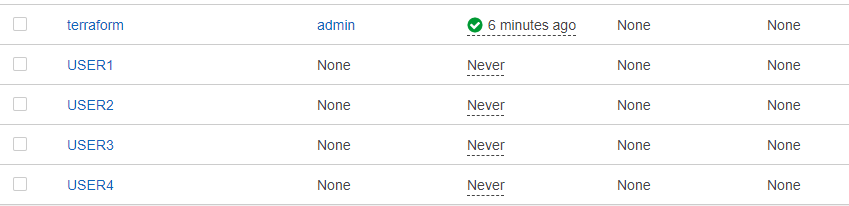 terraform admin 6 minutes ago None None
USER1 None Never None None
USER2 None Never None None
USER3 None Never None None
USER4 None Never None None